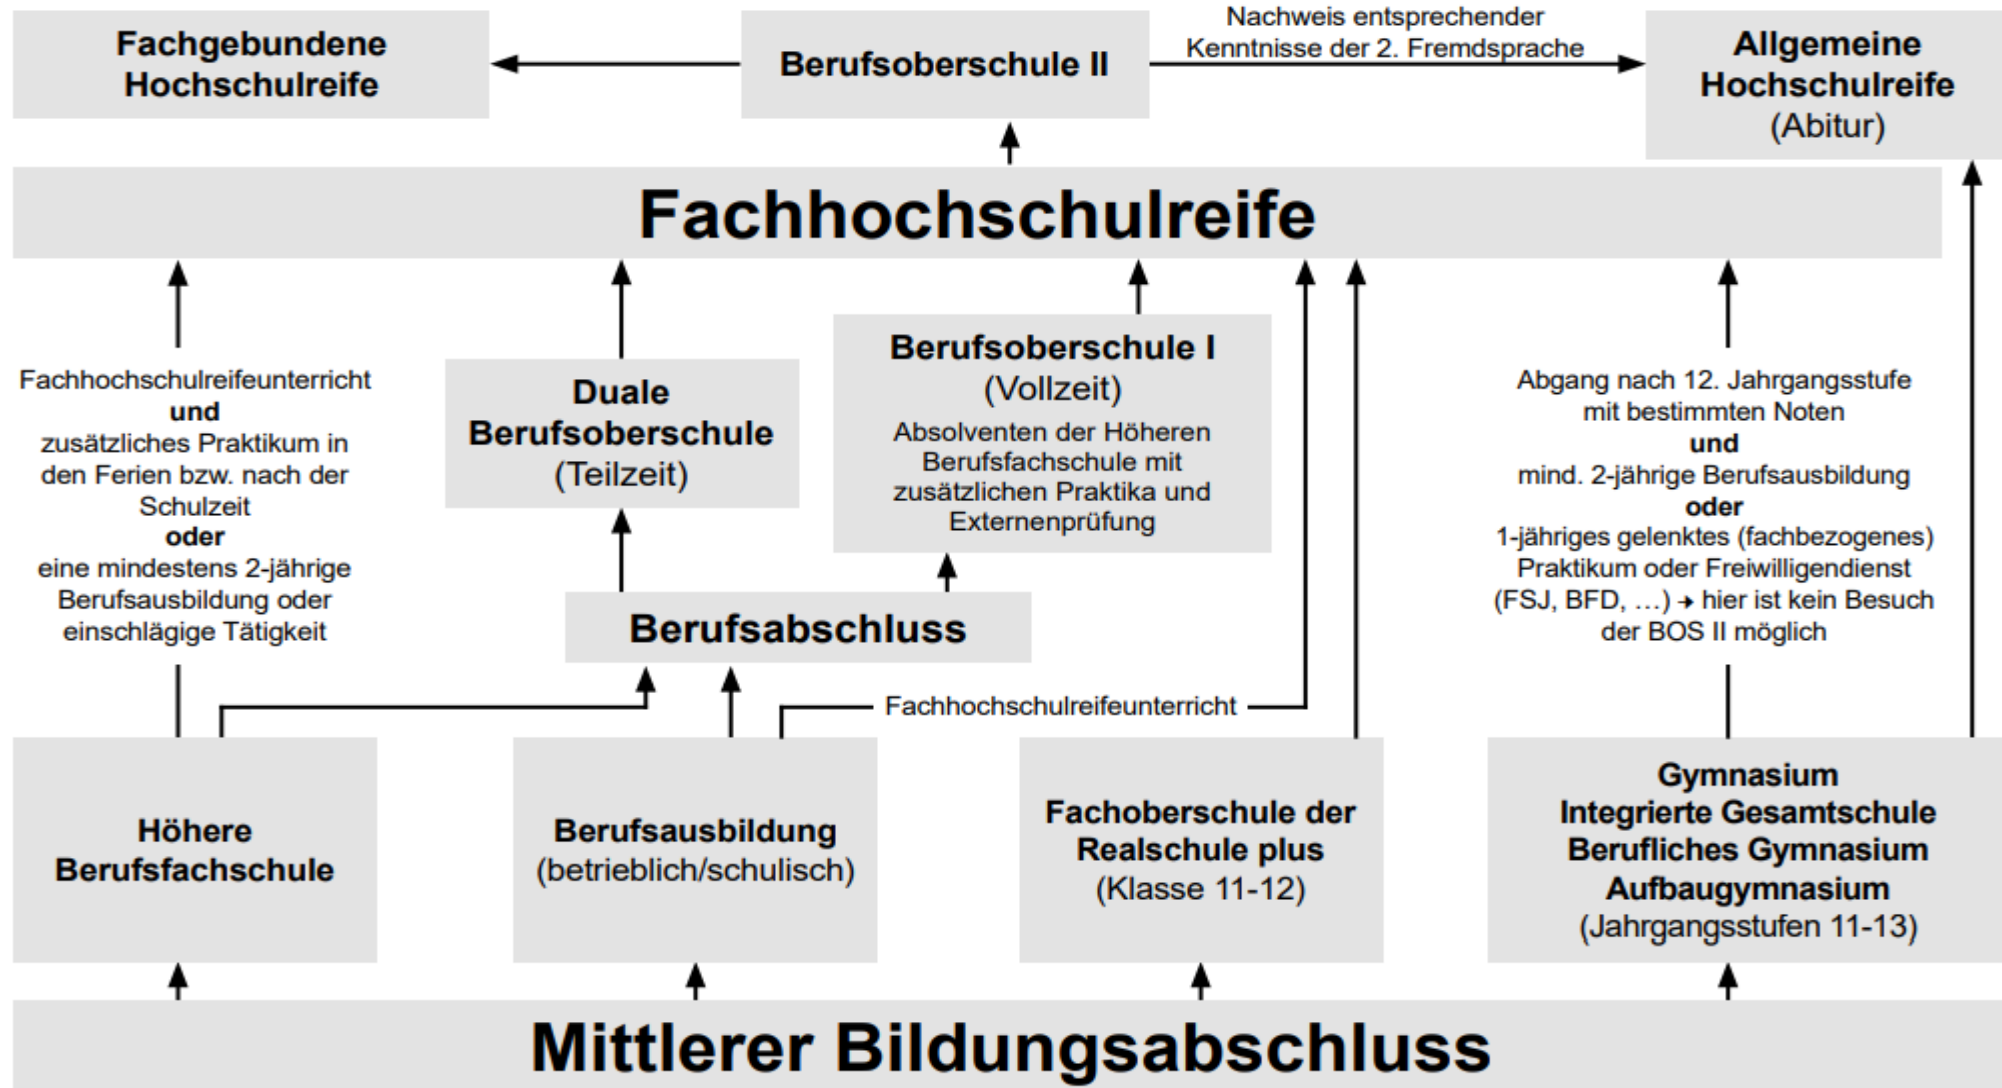 Fachgebundene
Hochschulreife
Berufsoberschule II
Nachweis entsprechender
Kenntnisse der 2. Fremdsprache
Allgemeine
Hochschulreife
(Abitur)
Fachhochschulreife
Fachhochschulreifeunterricht
und
zusätzliches Praktikum in
den Ferien bzw. nach der
Schulzeit
oder
eine mindestens 2-jährige
Berufsausbildung oder
einschlägige Tätigkeit
Duale
Berufsoberschule
(Teilzeit)
Berufsoberschule I
(Vollzeit)
Absolventen der Höheren
Berufsfachschule mit
zusätzlichen Praktika und
Externenprüfung
Abgang nach 12. Jahrgangsstufe
mit bestimmten Noten
und
mind. 2-jährige Berufsausbildung
oder
1-jähriges gelenktes (fachbezogenes)
Praktikum oder Freiwilligendienst
(FSJ, BFD, …) → hier ist kein Besuch
der BOS II möglich
Berufsabschluss
Fachhochschulreifeunterricht
Höhere
Berufsfachschule
Berufsausbildung
(betrieblich/schulisch)
Fachoberschule der
Realschule plus
(Klasse 11-12)
Gymnasium
Integrierte Gesamtschule
Berufliches Gymnasium
Aufbaugymnasium
(Jahrgangsstufen 11-13)
Mittlerer Bildungsabschluss